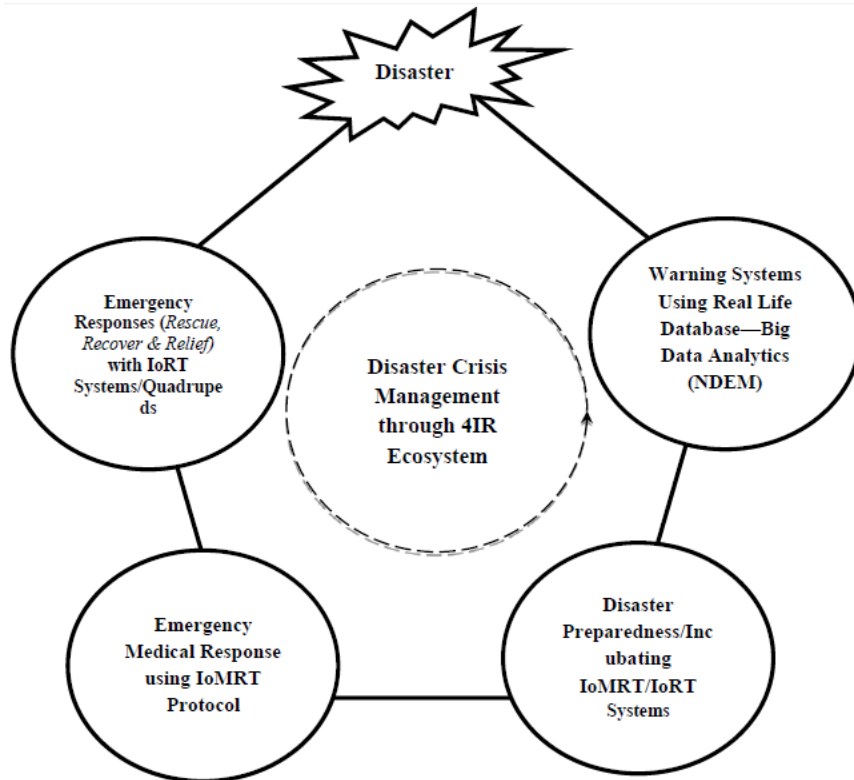 Disaster
Warning Systems
Using Real Life
Database—Big
Data Analytics
(NDEM)
Emergency
Responses (Rescue,
Recover & Relief)
with IoRT
Systems/Quadrupe
ds
Disaster Crisis
Management
through 4IR
Ecosystem
Emergency
Medical Response
using IoMRT
Protocol
Disaster
Preparedness/Inc
ubating
IoMRT/IoRT
Systems